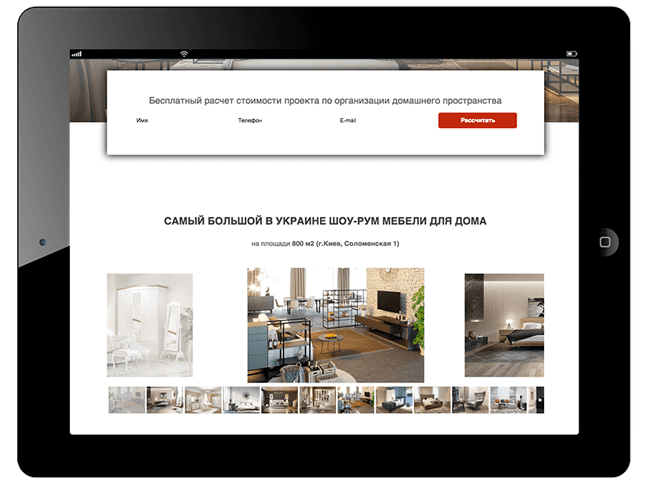 Бесплатный расчет стоимости проекта по организации домашнего пространства
Имя
Телефон
E-mal
Рассчитать
САМЫЙ БОЛЬШОЙ В УКРАИНЕ ШОУ-РУМ МЕБЕЛИ ДЛЯ ДОМА
на площади 800 м2 (г.Киев, Соломенская 1)